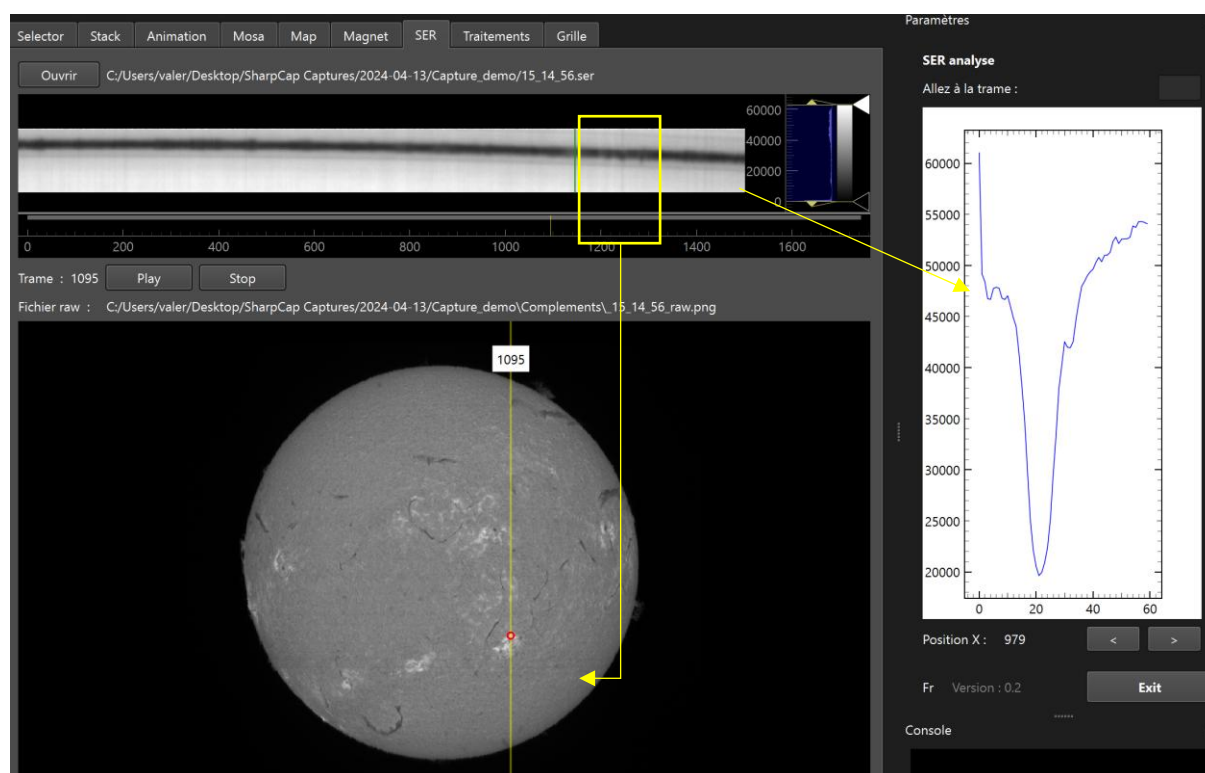 Paramètres
Selector Stack Animation Mosa Map Magnet SER Traitements Grille
SER analyse
Ouvrir C:/Users/valer/Desktop/SharpCap Captures/2024-04-13/Capture_demo/15_14_56.ser
Allez à la trame :
60000
40000
20000
0
0 200 400 600 800 1000 1200 1400 1600
Trame : 1095 Play Stop
Fichier raw : C:/Users/valer/Desktop/SharpCap Captures/2024-04-13/Capture_demo\Complements\_15_14_56_raw.png
1095
60000
55000
50000
45000
40000
35000
30000
25000
20000
0 20 40 60
Position X : 979 < >
Fr Version : 0.2 Exit
Console